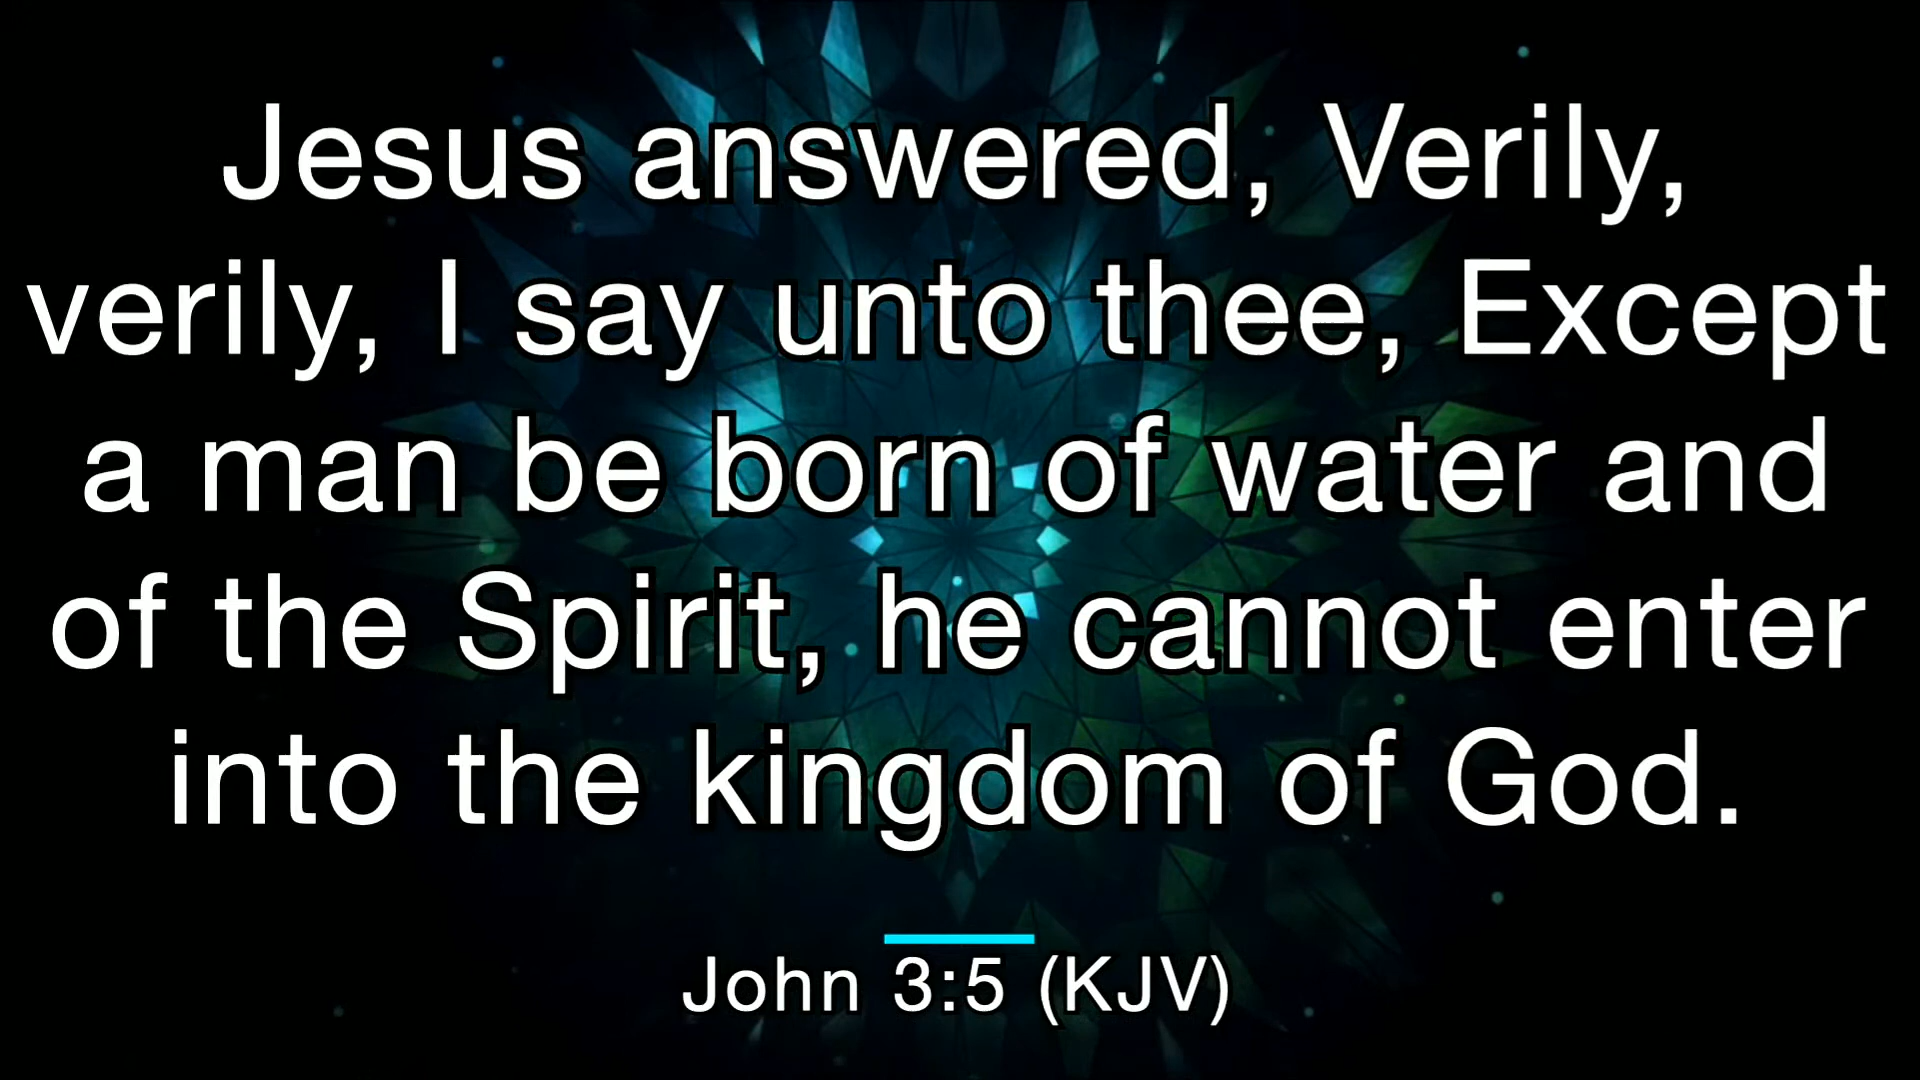 Jesus answered, Verily,
verily, I say unto thee, Except
a man be born of water and
of the Spirit, he cannot enter
into the kingdom of God.
John 3:5 (KJV)